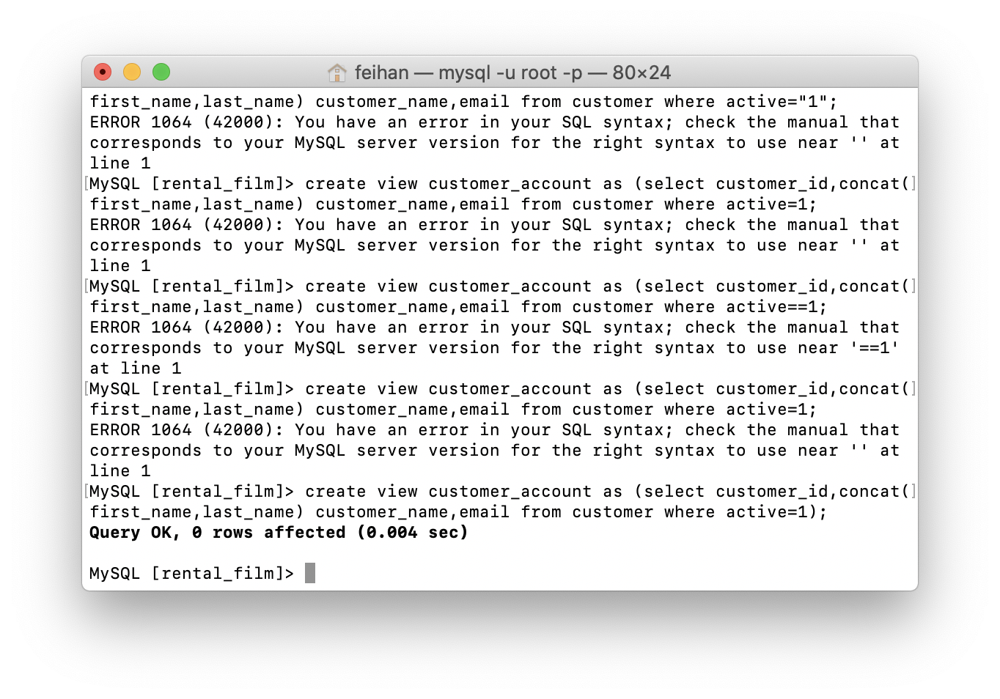 feihan — mysql -u root -p — 80×24
first_name,last_name) customer_name,email from customer where active="1";
ERROR 1064 (42000): You have an error in your SQL syntax; check the manual that
corresponds to your MySQL server version for the right syntax to use near '' at
line 1
[MySQL [rental_film]> create view customer_account as (select customer_id,concat(]
first_name,last_name) customer_name,email from customer where active=1;
ERROR 1064 (42000): You have an error in your SQL syntax; check the manual that
corresponds to your MySQL server version for the right syntax to use near '' at
line 1
[MySQL [rental_film]> create view customer_account as (select customer_id,concat(]
first_name,last_name) customer_name,email from customer where active==1;
ERROR 1064 (42000): You have an error in your SQL syntax; check the manual that
corresponds to your MySQL server version for the right syntax to use near '==1'
at line 1
[MySQL [rental_film]> create view customer_account as (select customer_id,concat(]
first_name,last_name) customer_name,email from customer where active=1;
ERROR 1064 (42000): You have an error in your SQL syntax; check the manual that
corresponds to your MySQL server version for the right syntax to use near '' at
line 1
[MySQL [rental_film]> create view customer_account as (select customer_id,concat(]
first_name,last_name) customer_name,email from customer where active=1);
Query OK, 0 rows affected (0.004 sec)
MySQL [rental_film]>